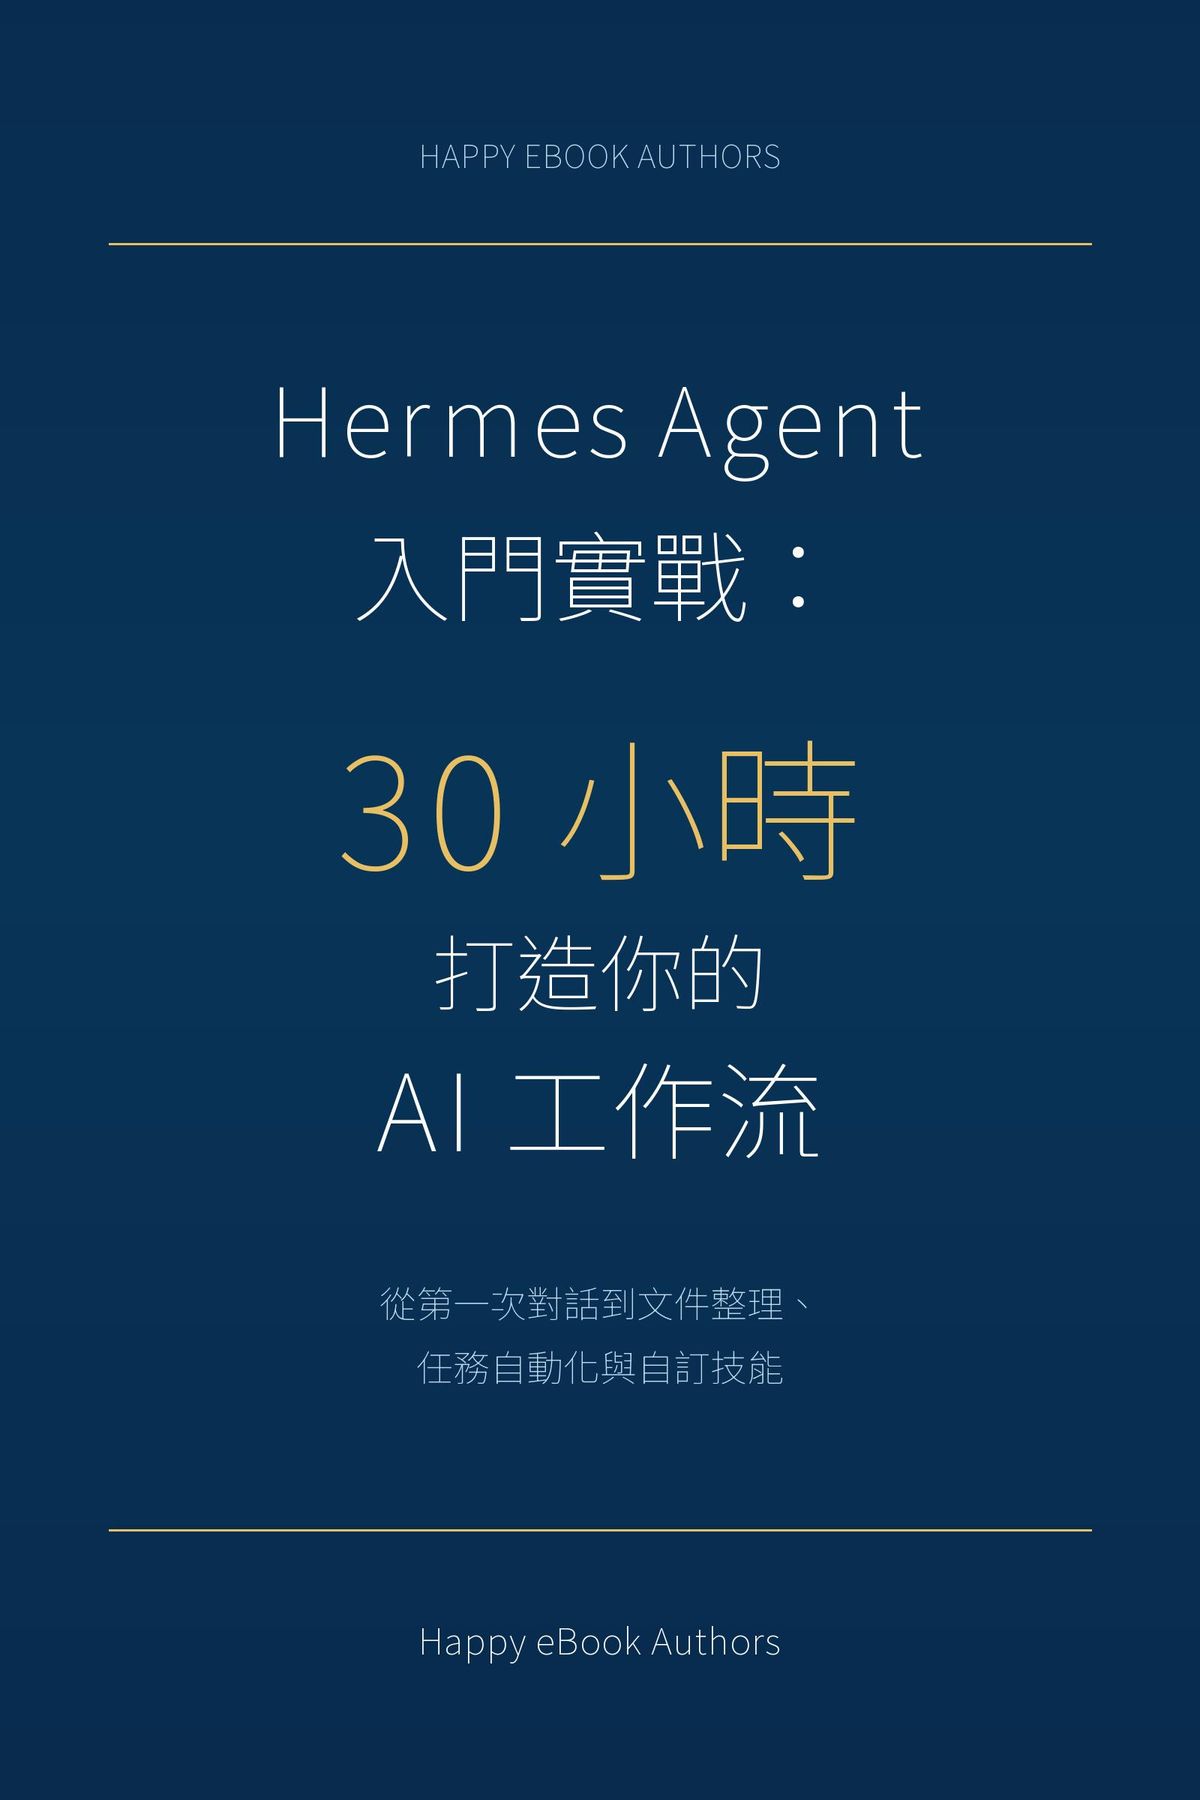 HAPPY EBOOK AUTHORS
Hermes Agent
入門實戰：
30 小時
打造你的
AI 工作流
從第一次對話到文件整理、
任務自動化與自訂技能
Happy eBook Authors